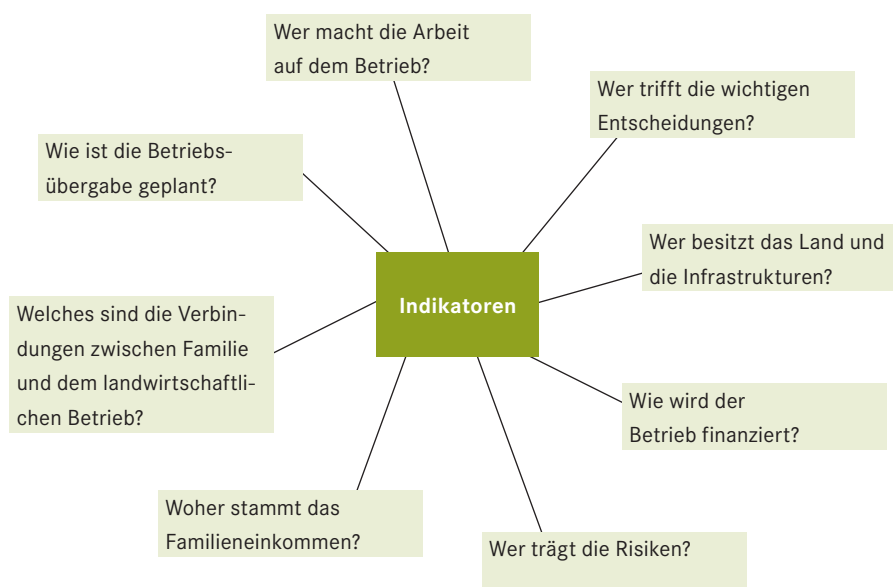 Wer macht die Arbeit
auf dem Betrieb?
Wer trifft die wichtigen
Entscheidungen?
Wie ist die Betriebs-
übergabe geplant?
Wer besitzt das Land und
die Infrastrukturen?
Indikatoren
Welches sind die Verbin-
dungen zwischen Familie
und dem landwirtschaftli-
chen Betrieb?
Wie wird der
Betrieb finanziert?
Woher stammt das
Familieneinkommen?
Wer trägt die Risiken?